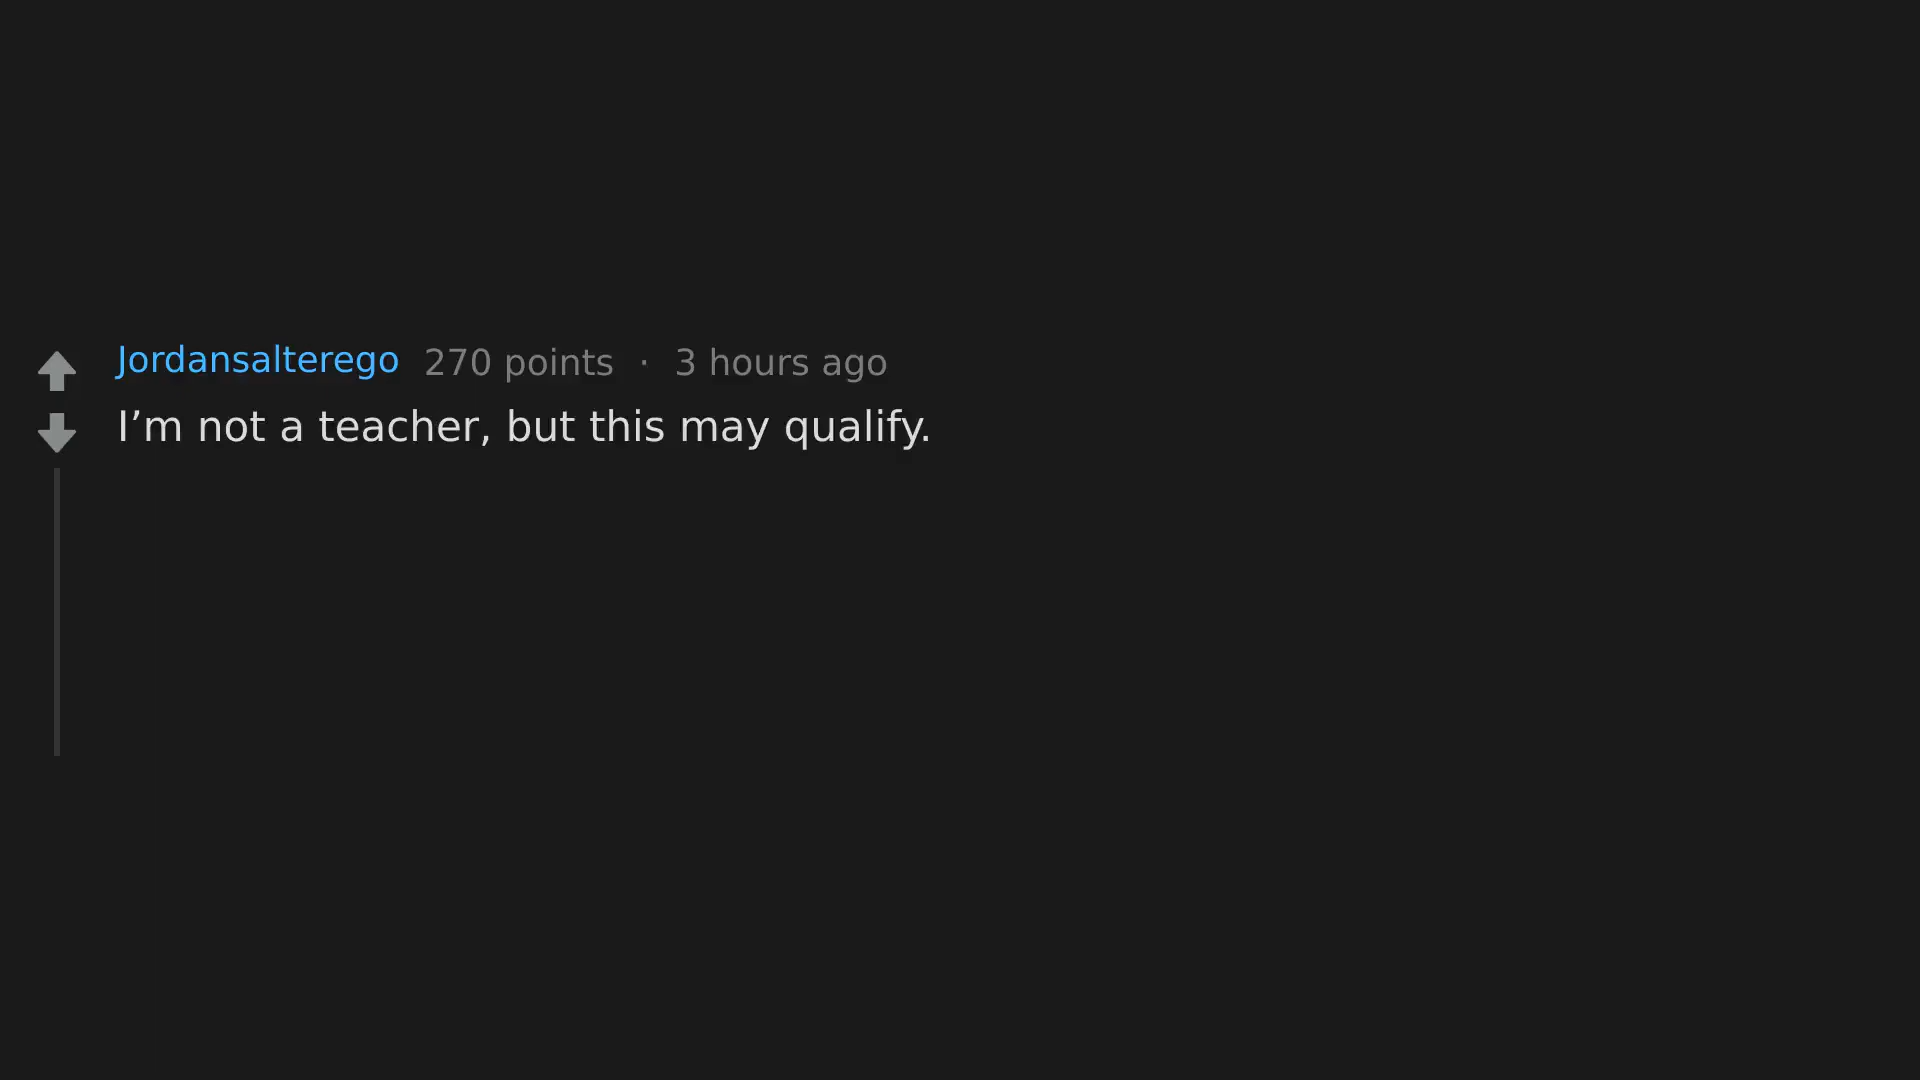 Jordansalterego 270 points · 3 hours ago
I’m not a teacher, but this may qualify.